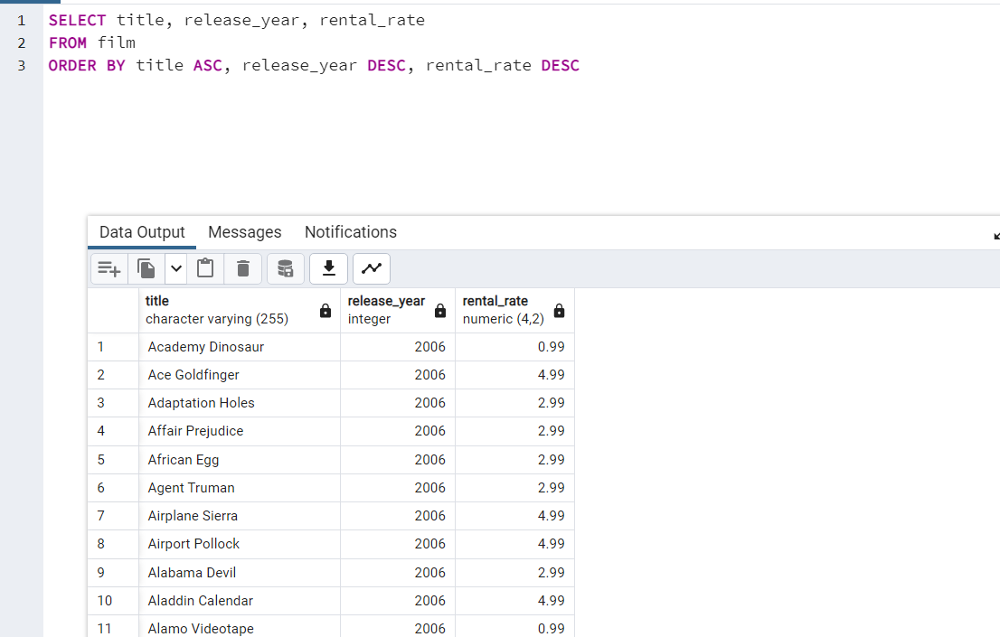 1 SELECT title, release_year, rental_rate
2 FROM film
3 ORDER BY title ASC, release_year DESC, rental_rate DESC
Data Output Messages Notifications
title release_year rental_rate
character varying (255) integer numeric (4,2)
1 Academy Dinosaur 2006 0.99
2 Ace Goldfinger 2006 4.99
3 Adaptation Holes 2006 2.99
4 Affair Prejudice 2006 2.99
5 African Egg 2006 2.99
6 Agent Truman 2006 2.99
7 Airplane Sierra 2006 4.99
8 Airport Pollock 2006 4.99
9 Alabama Devil 2006 2.99
10 Aladdin Calendar 2006 4.99
11 Alamo Videotape 2006 0.99